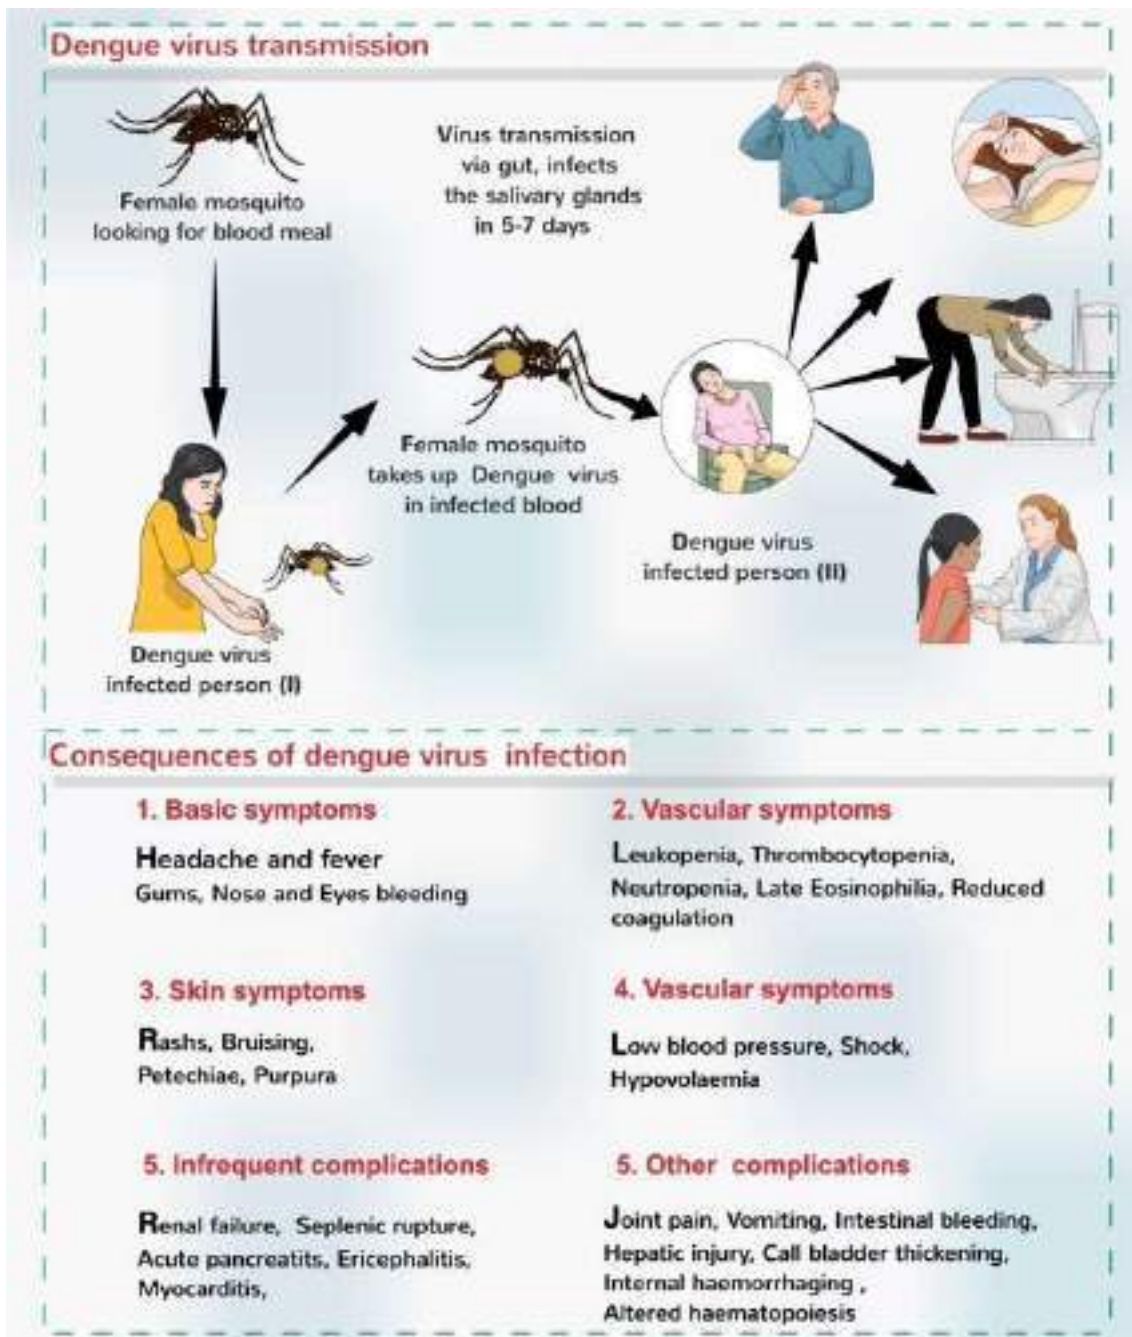 Dengue virus transmission
Female mosquito
looking for blood meal
Virus transmission
via gut, infects
the salivary glands
in 5-7 days
Female mosquito
takes up Dengue virus
in infected blood
Dengue virus
infected person (II)
Dengue virus
infected person (I)
Consequences of dengue virus infection
1. Basic symptoms
Headache and fever
Gums, Nose and Eyes bleeding
2. Vascular symptoms
Leukopenia, Thrombocytopenia,
Neutropenia, Late Eosinophilia, Reduced
coagulation
3. Skin symptoms
Rashs, Bruising,
Petechiae, Purpura
4. Vascular symptoms
Low blood pressure, Shock,
Hypovolaemia
5. Infrequent complications
Renal failure, Seplenic rupture,
Acute pancreatits, Ericephalitis,
Myocarditis,
5. Other complications
Joint pain, Vomiting, Intestinal bleeding,
Hepatic injury, Call bladder thickening,
Internal haemorrhaging ,
Altered haematopoiesis